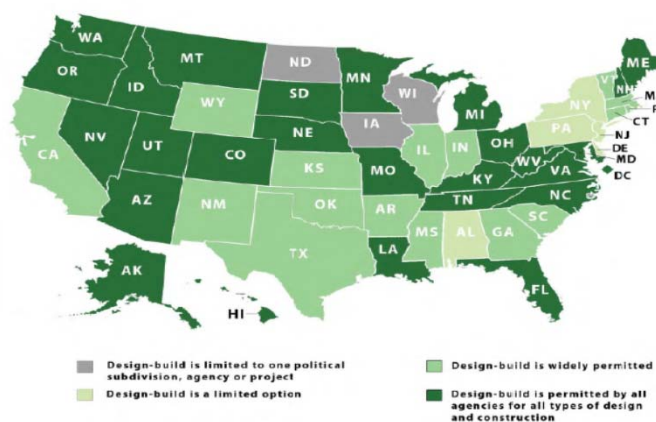 WA
MT
ND
MN
ME
OR
ID
SD
WI
VT
NH
WY
MI
NY
M
IA
CT
NE
PA
NJ
NV
UT
IL
IN
OH
DE
CA
CO
WV
MD
KS
MO
KY
VA
DC
AZ
NM
OK
AR
TN
NC
SC
TX
LA
MS
AL
GA
AK
FL
HI
Design-build is limited to one political
subdivision, agency or project
Design-build is a limited option
Design-build is widely permitted
Design-build is permitted by all
agencies for all types of design
and construction